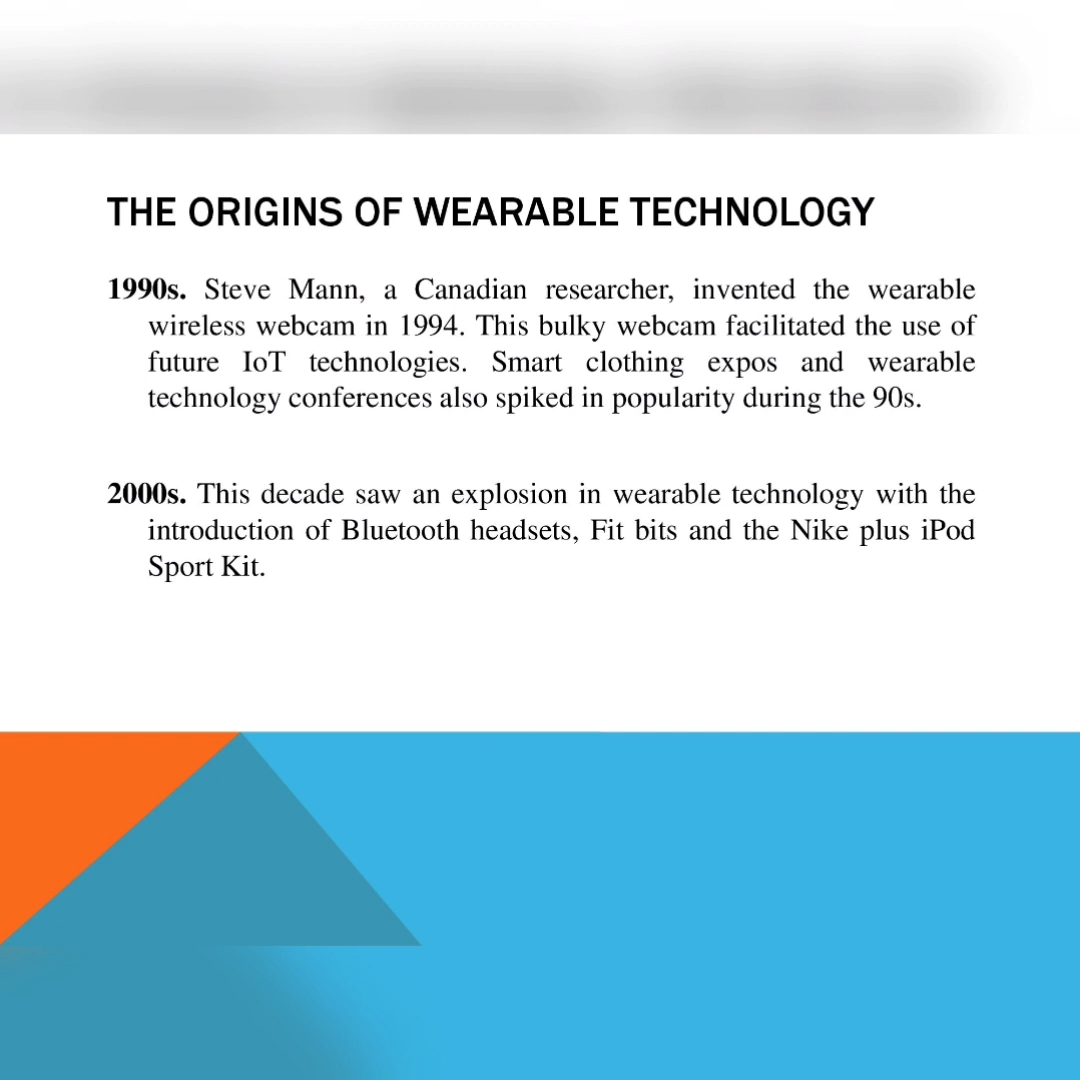 THE ORIGINS OF WEARABLE TECHNOLOGY
1990s. Steve Mann, a Canadian researcher, invented the wearable
wireless webcam in 1994. This bulky webcam facilitated the use of
future IoT technologies. Smart clothing expos and wearable
technology conferences also spiked in popularity during the 90s.
2000s. This decade saw an explosion in wearable technology with the
introduction of Bluetooth headsets, Fit bits and the Nike plus iPod
Sport Kit.